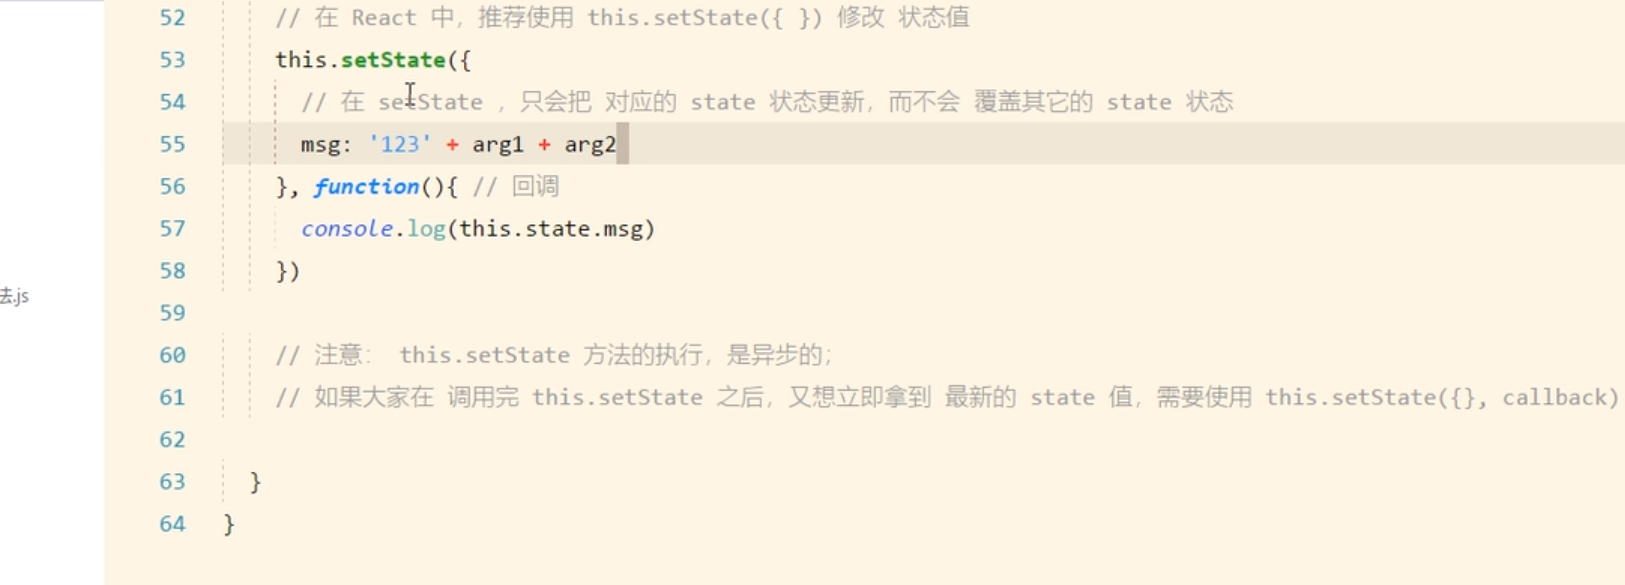 52 // 在 React 中，推荐使用 this.setState({ }) 修改 状态值
53 this.setState({
54 // 在 setState ，只会把 对应的 state 状态更新，而不会 覆盖其它的 state 状态
55 msg: '123' + arg1 + arg2
56 }, function(){ // 回调
57 console.log(this.state.msg)
58 })
法.js
59
60 // 注意： this.setState 方法的执行，是异步的；
61 // 如果大家在 调用完 this.setState 之后，又想立即拿到 最新的 state 值，需要使用 this.setState({}, callback)
62
63 }
64 }